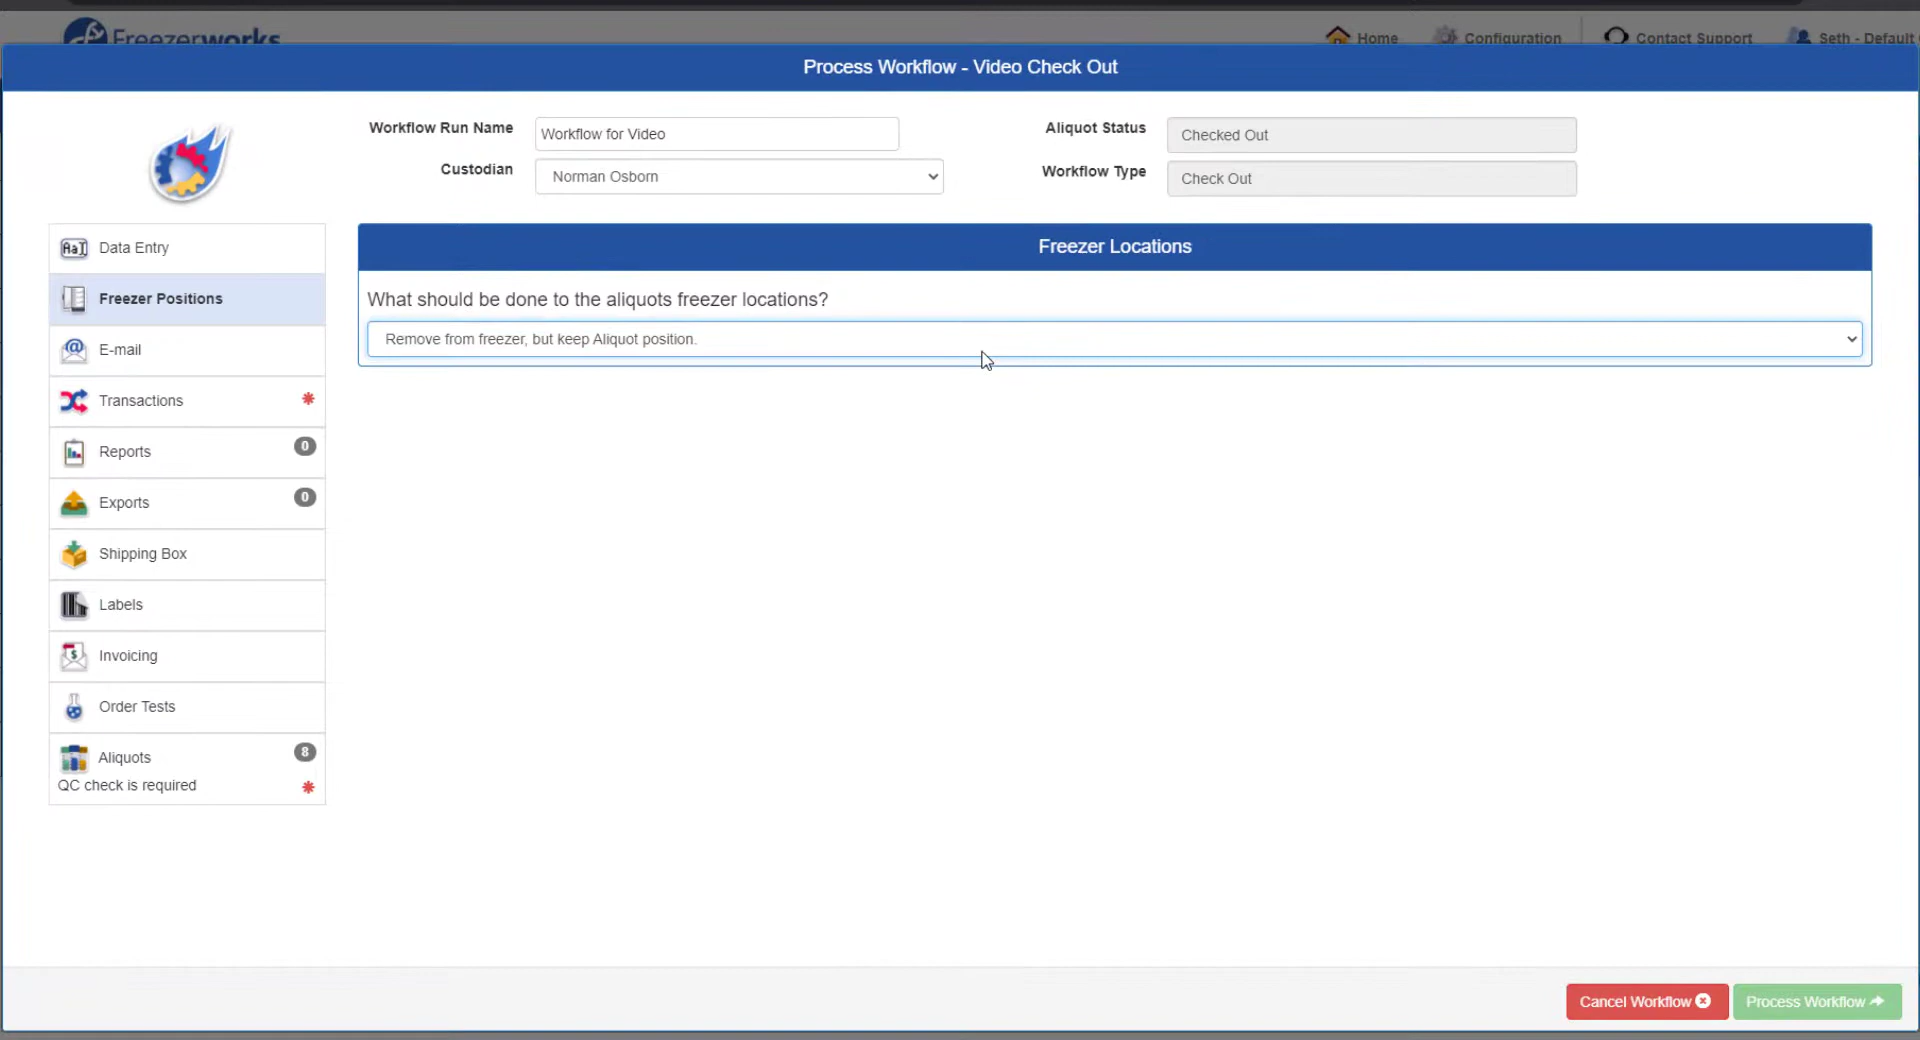 Freezerworks
Home
Configuration
Contact Support
Seth - Default
Process Workflow - Video Check Out
Workflow Run Name
Workflow for Video
Aliquot Status
Checked Out
Custodian
Norman Osborn
Workflow Type
Check Out
Data Entry
Freezer Positions
E-mail
Transactions
Reports
0
Exports
0
Shipping Box
Labels
Invoicing
Order Tests
Aliquots
8
QC check is required
Freezer Locations
What should be done to the aliquots freezer locations?
Remove from freezer, but keep Aliquot position.
Cancel Workflow
Process Workflow